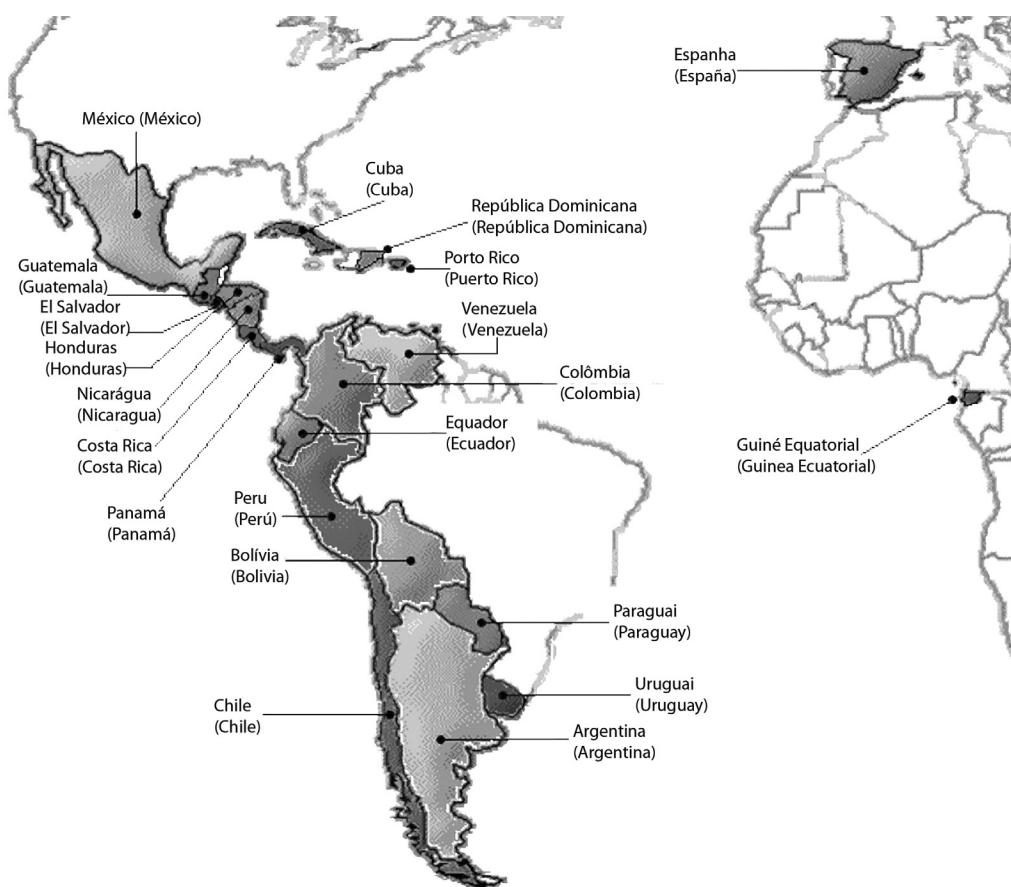 Espanha
(España)
México (México)
Cuba
(Cuba)
República Dominicana
(República Dominicana)
Porto Rico
(Puerto Rico)
Guatemala
(Guatemala)
El Salvador
(El Salvador)
Honduras
(Honduras)
Nicarágua
(Nicaragua)
Costa Rica
(Costa Rica)
Panamá
(Panamá)
Venezuela
(Venezuela)
Colômbia
(Colombia)
Equador
(Ecuador)
Guiné Equatorial
(Guinea Ecuatorial)
Peru
(Perú)
Bolívia
(Bolivia)
Paraguai
(Paraguay)
Uruguai
(Uruguay)
Chile
(Chile)
Argentina
(Argentina)